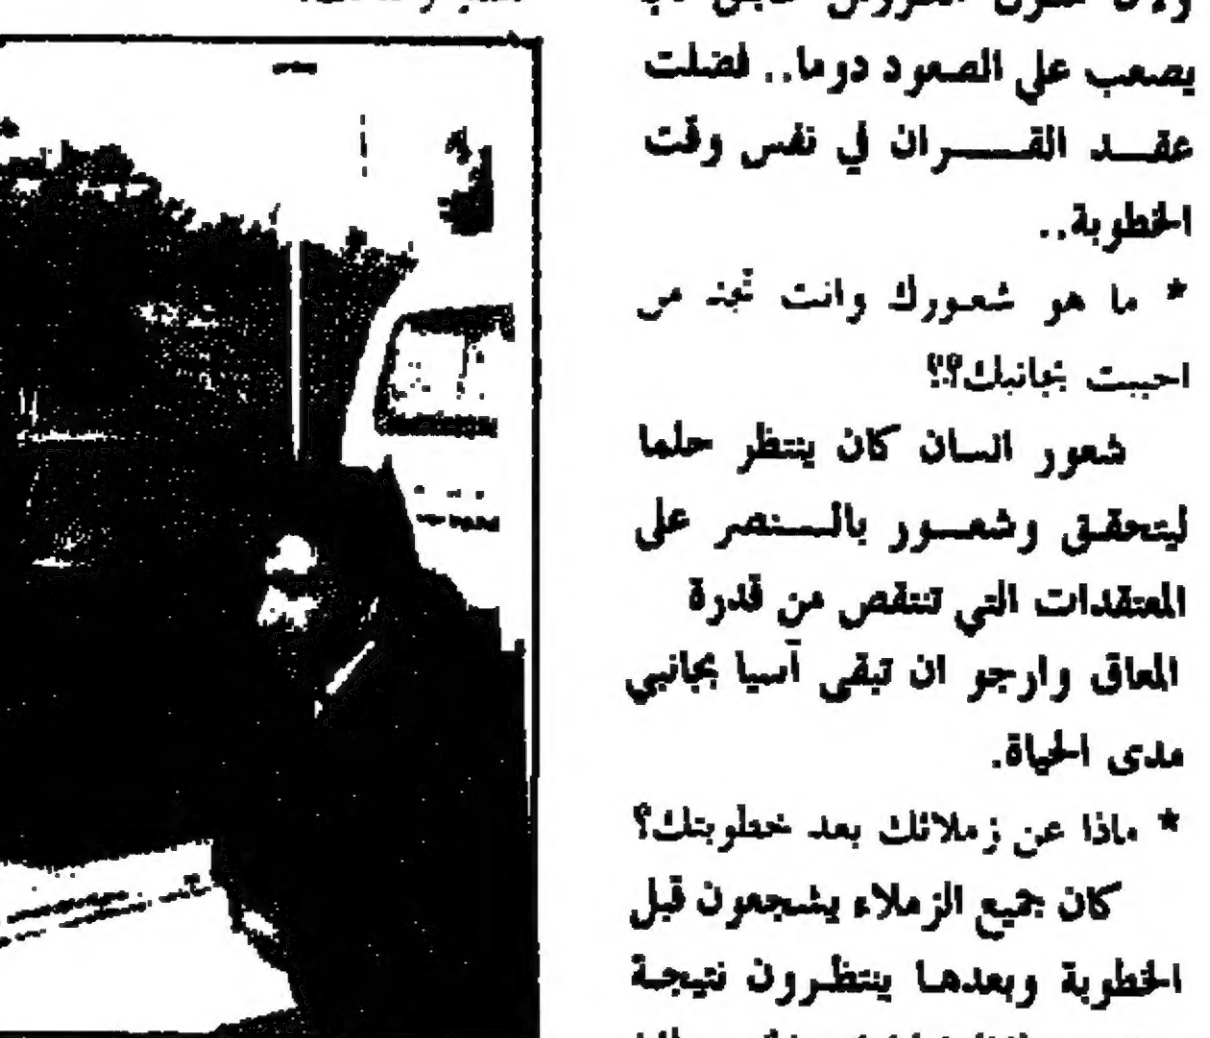 يصعب علي الصعود دوما.. فضلت
عقد القران في نفس وقت
الخطوبة..
* ما هو شعورك وانت تجد من
احببت بجانبك؟؟
شعور انسان كان ينتظر حلما
ليتحقق وشعور بالنصر على
المعتقدات التي تنتقص من قدرة
المعاق وارجو ان تبقى آسيا بجانبي
مدى الحياة.
* ماذا عن زملائك بعد خطوبتك؟
كان جميع الزملاء يشجعون قبل
الخطوبة وبعدها ينتظرون نتيجة